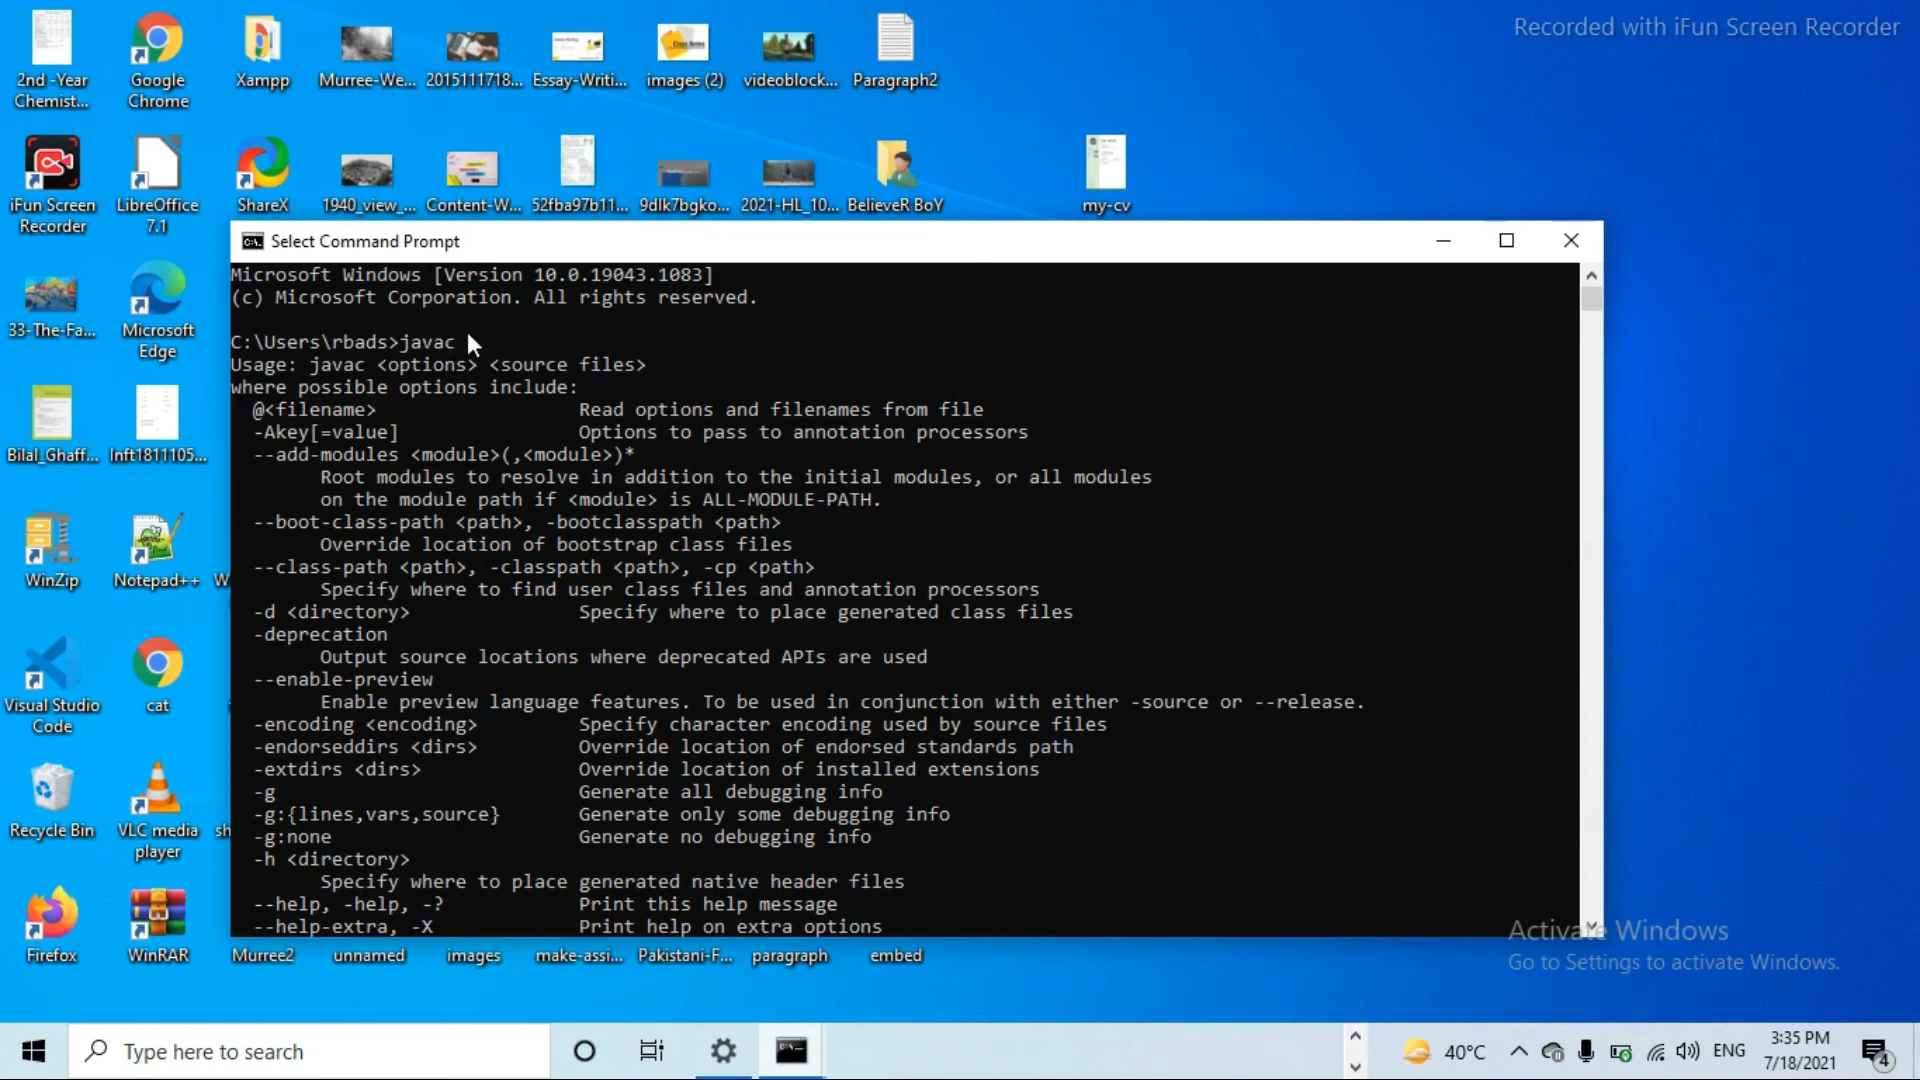 Recorded with iFun Screen Recorder
2nd -Year
Chemist...
Google
Chrome
Xampp
Murree-We...
2015111718...
Essay-Writi...
images (2)
videoblock...
Paragraph2
iFun Screen
Recorder
LibreOffice
7.1
ShareX
1940_view_...
Content-W...
52fba97b11...
9dlk7bgko...
2021-HL_10...
BelieveR BoY
my-cv
33-The-Fa...
Microsoft
Edge
Bilal_Ghaff...
Inft1811105...
WinZip
Notepad++
W
Visual Studio
Code
cat
Recycle Bin
VLC media
player
sh
Firefox
WinRAR
Murree2
unnamed
images
make-assi...
Pakistani-F...
paragraph
embed
Select Command Prompt
Microsoft Windows [Version 10.0.19043.1083]
(c) Microsoft Corporation. All rights reserved.
C:\Users\rbads>javac
Usage: javac <options> <source files>
where possible options include:
@<filename> Read options and filenames from file
-Akey[=value] Options to pass to annotation processors
--add-modules <module>(,<module>)*
Root modules to resolve in addition to the initial modules, or all modules
on the module path if <module> is ALL-MODULE-PATH.
--boot-class-path <path>, -bootclasspath <path>
Override location of bootstrap class files
--class-path <path>, -classpath <path>, -cp <path>
Specify where to find user class files and annotation processors
-d <directory> Specify where to place generated class files
-deprecation
Output source locations where deprecated APIs are used
--enable-preview
Enable preview language features. To be used in conjunction with either -source or --release.
-encoding <encoding> Specify character encoding used by source files
-endorseddirs <dirs> Override location of endorsed standards path
-extdirs <dirs> Override location of installed extensions
-g Generate all debugging info
-g:{lines,vars,source} Generate only some debugging info
-g:none Generate no debugging info
-h <directory>
Specify where to place generated native header files
--help, -help, -? Print this help message
--help-extra, -X Print help on extra options
Activate Windows
Go to Settings to activate Windows.
Type here to search
40°C
ENG
3:35 PM
7/18/2021
4